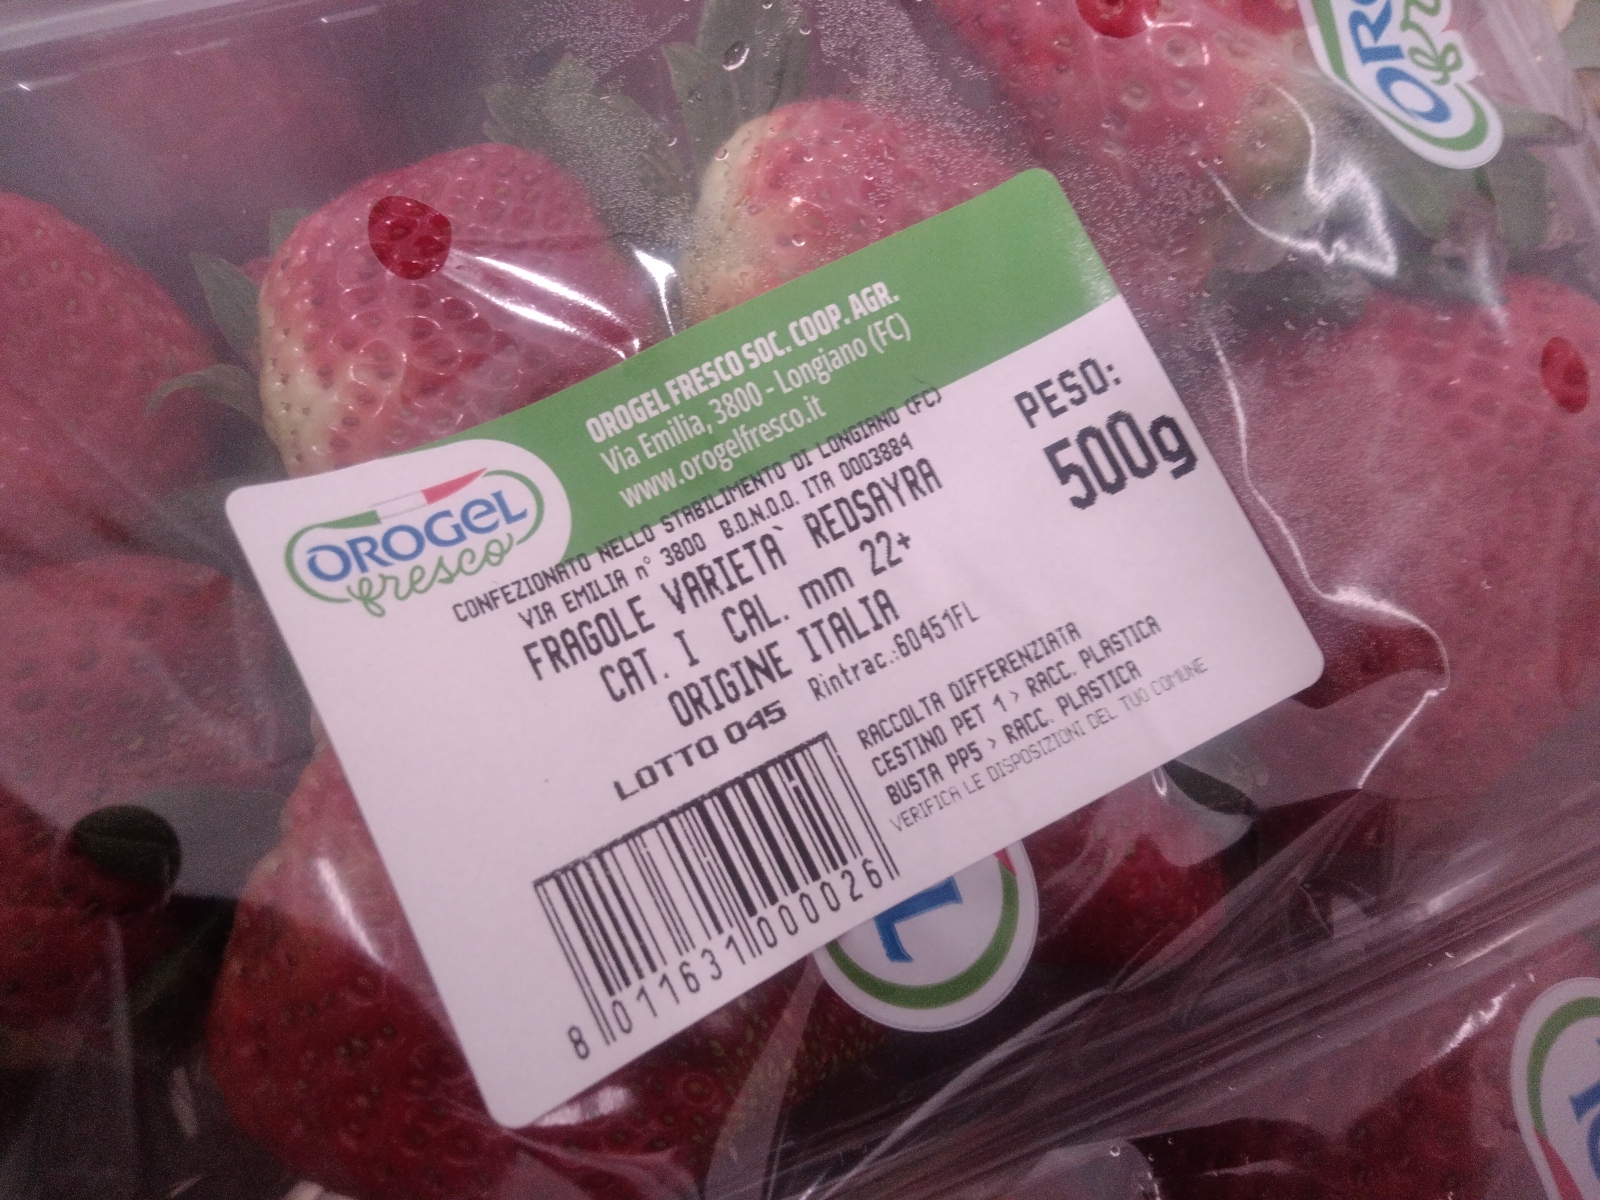 OROGEL FRESCO SOC. COOP. AGR.
Via Emilia, 3800 - Longiano (FC)
www.orogelfresco.it
OROGEL
fresco
CONFEZIONATO NELLO STABILIMENTO DI LONGIANO (FC)
VIA EMILIA n° 3800 B.D.N.O.O. ITA 0003884
FRAGOLE VARIETA` REDSAYRA
CAT. I CAL. mm 22+
ORIGINE ITALIA
LOTTO 045 Rintrac.:60451FL
PESO:
500g
RACCOLTA DIFFERENZIATA
CESTINO PET 1 > RACC. PLASTICA
BUSTA PP5 > RACC. PLASTICA
VERIFICA LE DISPOSIZIONI DEL TUO COMUNE
8 011631 000026